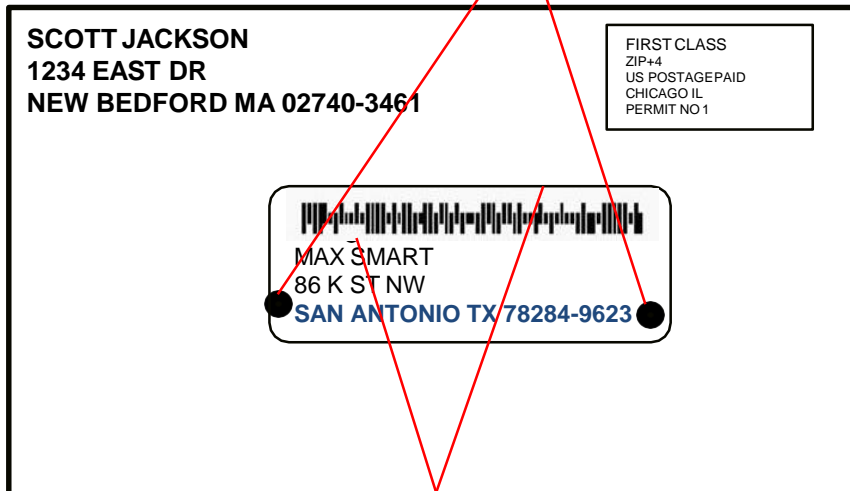 SCOTT JACKSON
1234 EAST DR
NEW BEDFORD MA 02740-3461
FIRST CLASS
ZIP+4
US POSTAGE PAID
CHICAGO IL
PERMIT NO 1
MAX SMART
86 K ST NW
SAN ANTONIO TX 78284-9623